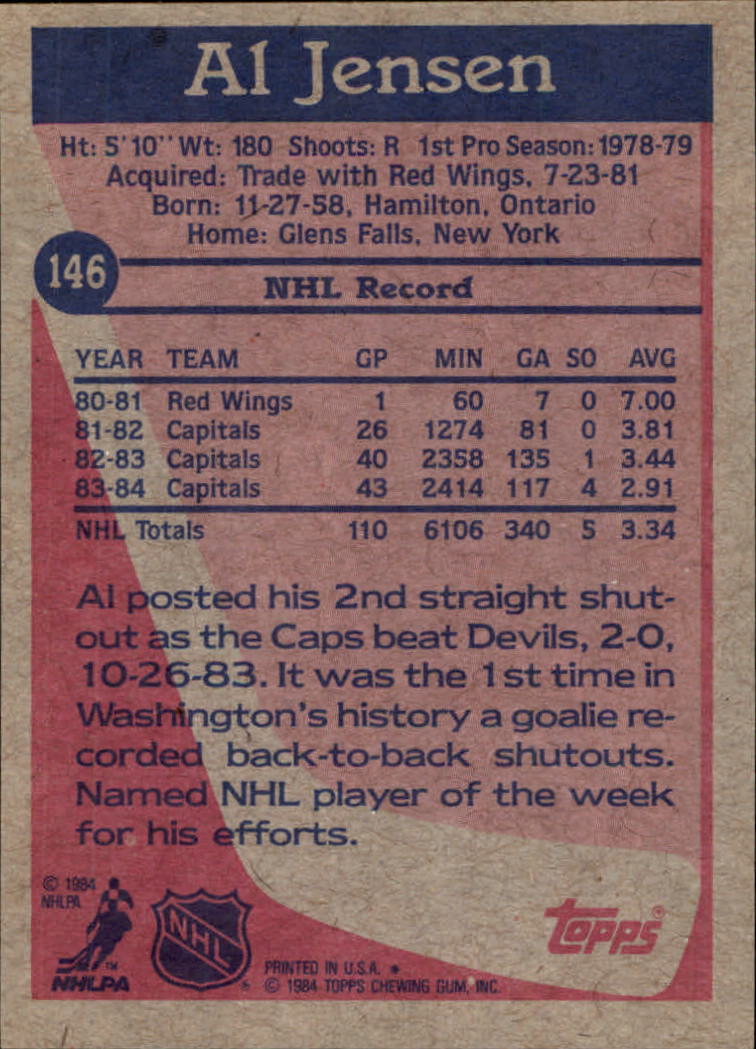 Al Jensen
Ht: 5'10" Wt: 180 Shoots: R 1st Pro Season: 1978-79
Acquired: Trade with Red Wings, 7-23-81
Born: 11-27-58, Hamilton, Ontario
Home: Glens Falls, New York
146
NHL Record
YEAR TEAM GP MIN GA SO AVG
80-81 Red Wings 1 60 7 0 7.00
81-82 Capitals 26 1274 81 0 3.81
82-83 Capitals 40 2358 135 1 3.44
83-84 Capitals 43 2414 117 4 2.91
NHL Totals 110 6106 340 5 3.34
Al posted his 2nd straight shut-
out as the Caps beat Devils, 2-0,
10-26-83. It was the 1st time in
Washington's history a goalie re-
corded back-to-back shutouts.
Named NHL player of the week
for his efforts.
© 1984
NHLPA
TM
NHLPA
NHL
®
PRINTED IN U.S.A. *
© 1984 TOPPS CHEWING GUM, INC.
topps®